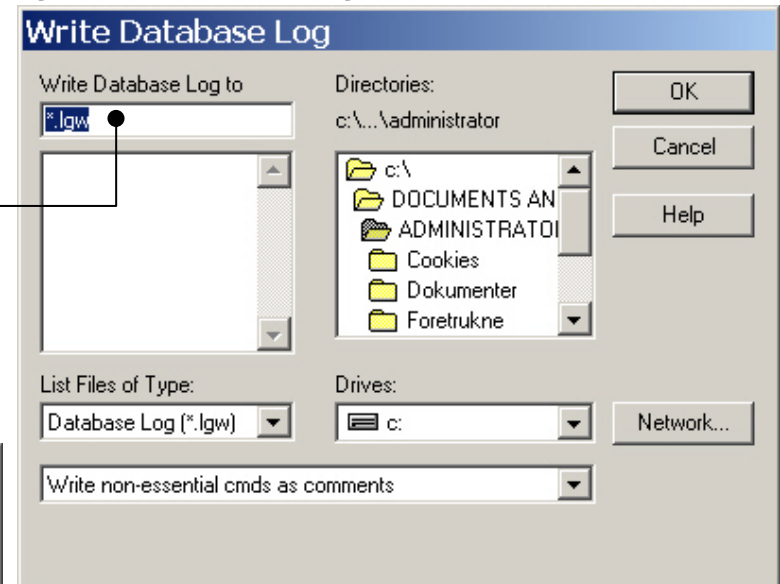 Write Database Log
Write Database Log to
*.lgw
Directories:
c:\...\administrator
c:\
DOCUMENTS AN
ADMINISTRATOI
Cookies
Dokumenter
Foretrukne
OK
Cancel
Help
List Files of Type:
Database Log (*.lgw)
Drives:
c:
Network...
Write non-essential cmds as comments